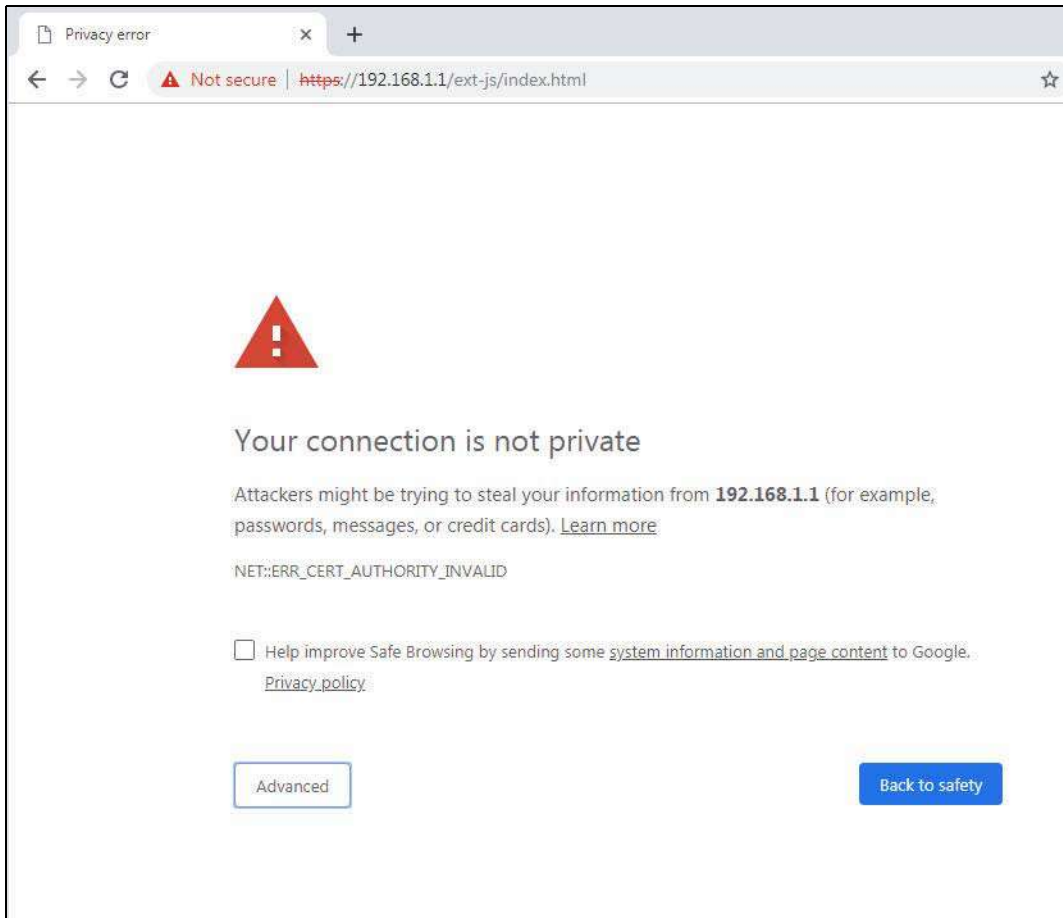 Privacy error
Not secure | https://192.168.1.1/ext-js/index.html
Your connection is not private
Attackers might be trying to steal your information from 192.168.1.1 (for example,
passwords, messages, or credit cards). Learn more
NET::ERR_CERT_AUTHORITY_INVALID
Help improve Safe Browsing by sending some system information and page content to Google.
Privacy policy
Advanced
Back to safety